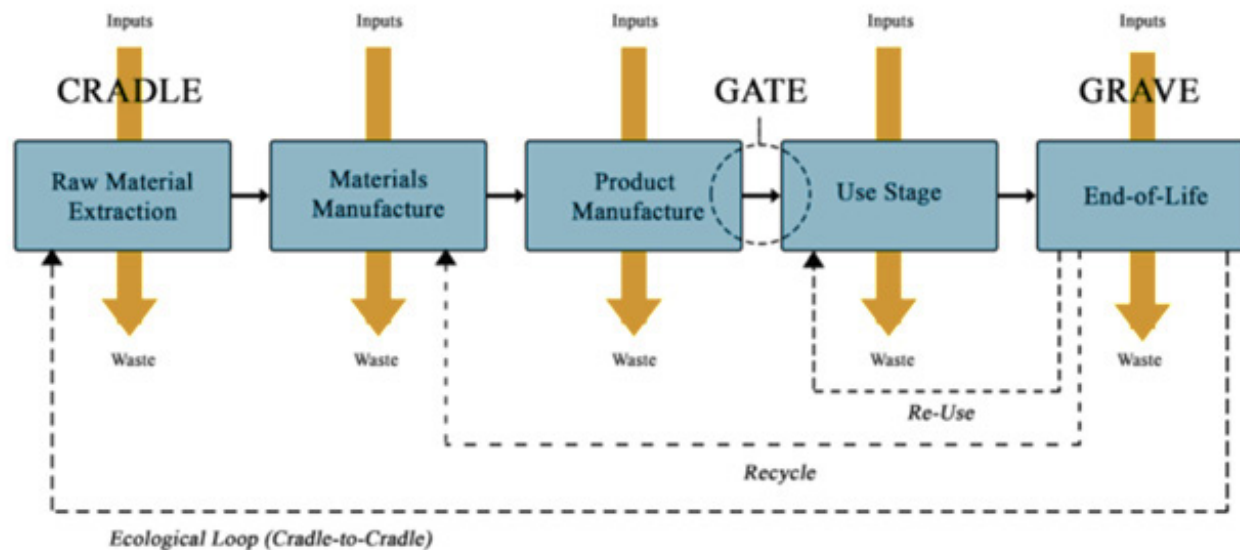 Inputs
Inputs
Inputs
Inputs
Inputs
CRADLE
GATE
GRAVE
Raw Material
Extraction
Materials
Manufacture
Product
Manufacture
Use Stage
End-of-Life
Waste
Waste
Waste
Waste
Waste
Re-Use
Recycle
Ecological Loop (Cradle-to-Cradle)